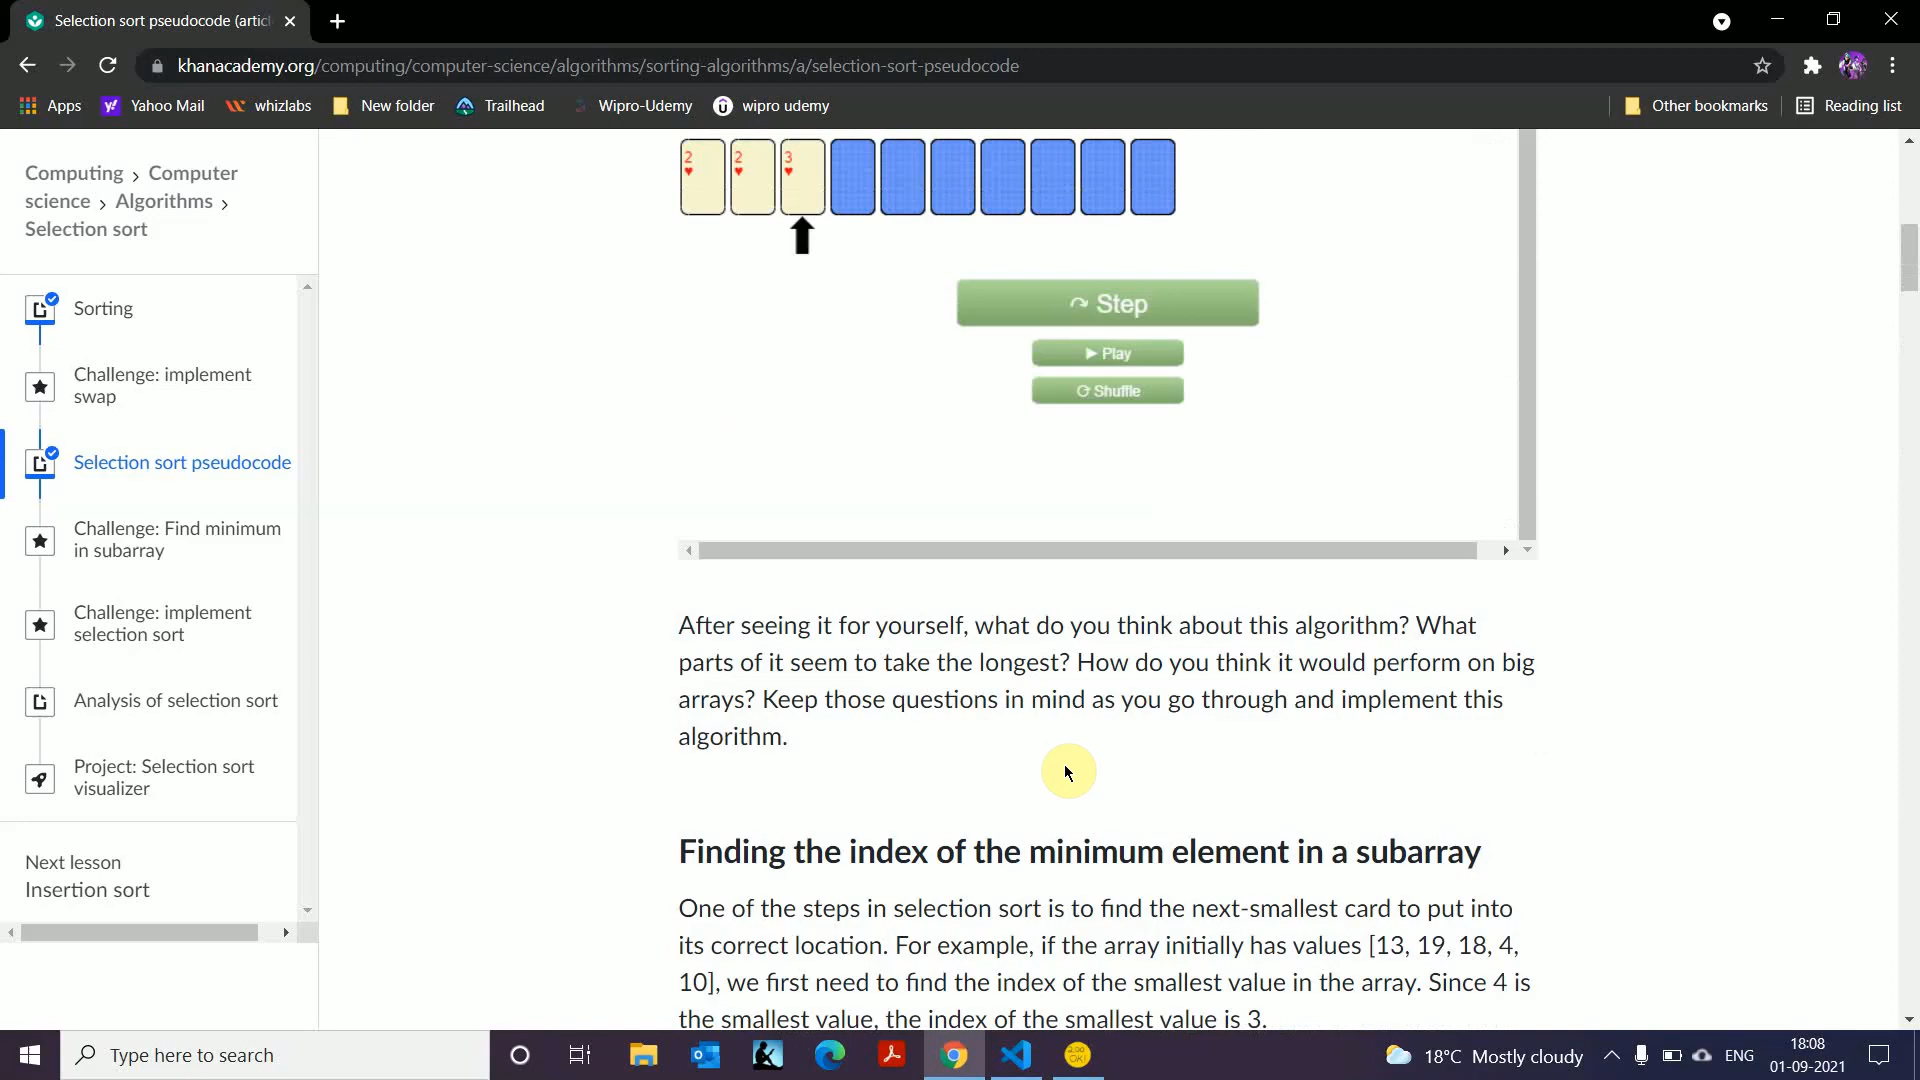 Selection sort pseudocode (articl
khanacademy.org/computing/computer-science/algorithms/sorting-algorithms/a/selection-sort-pseudocode
Apps Yahoo Mail whizlabs New folder Trailhead Wipro-Udemy wipro udemy Other bookmarks Reading list
Computing > Computer
science > Algorithms >
Selection sort
Sorting
Challenge: implement
swap
Selection sort pseudocode
Challenge: Find minimum
in subarray
Challenge: implement
selection sort
Analysis of selection sort
Project: Selection sort
visualizer
Next lesson
Insertion sort
2 2 3
Step
Play
Shuffle
After seeing it for yourself, what do you think about this algorithm? What
parts of it seem to take the longest? How do you think it would perform on big
arrays? Keep those questions in mind as you go through and implement this
algorithm.
Finding the index of the minimum element in a subarray
One of the steps in selection sort is to find the next-smallest card to put into
its correct location. For example, if the array initially has values [13, 19, 18, 4,
10], we first need to find the index of the smallest value in the array. Since 4 is
the smallest value, the index of the smallest value is 3.
Type here to search
18°C Mostly cloudy
ENG
18:08
01-09-2021